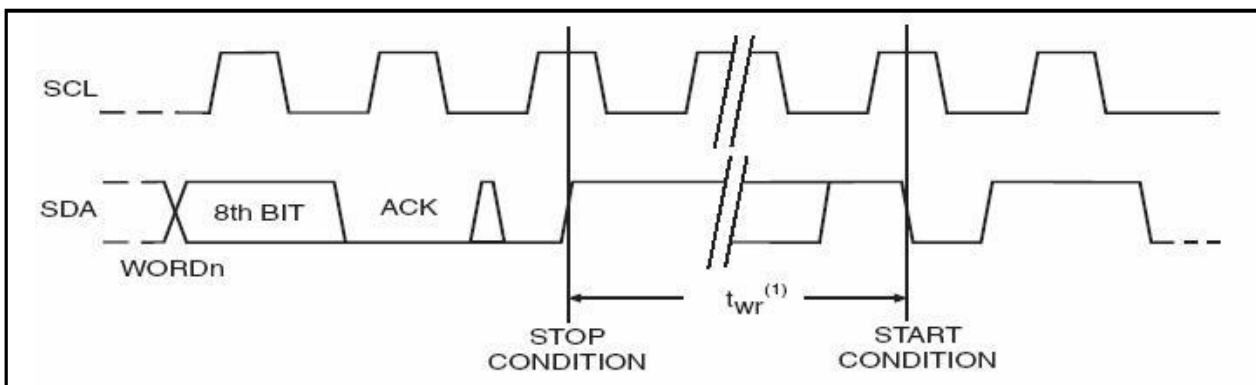 SCL
SDA
8th BIT
ACK
WORDn
twr(1)
STOP
CONDITION
START
CONDITION